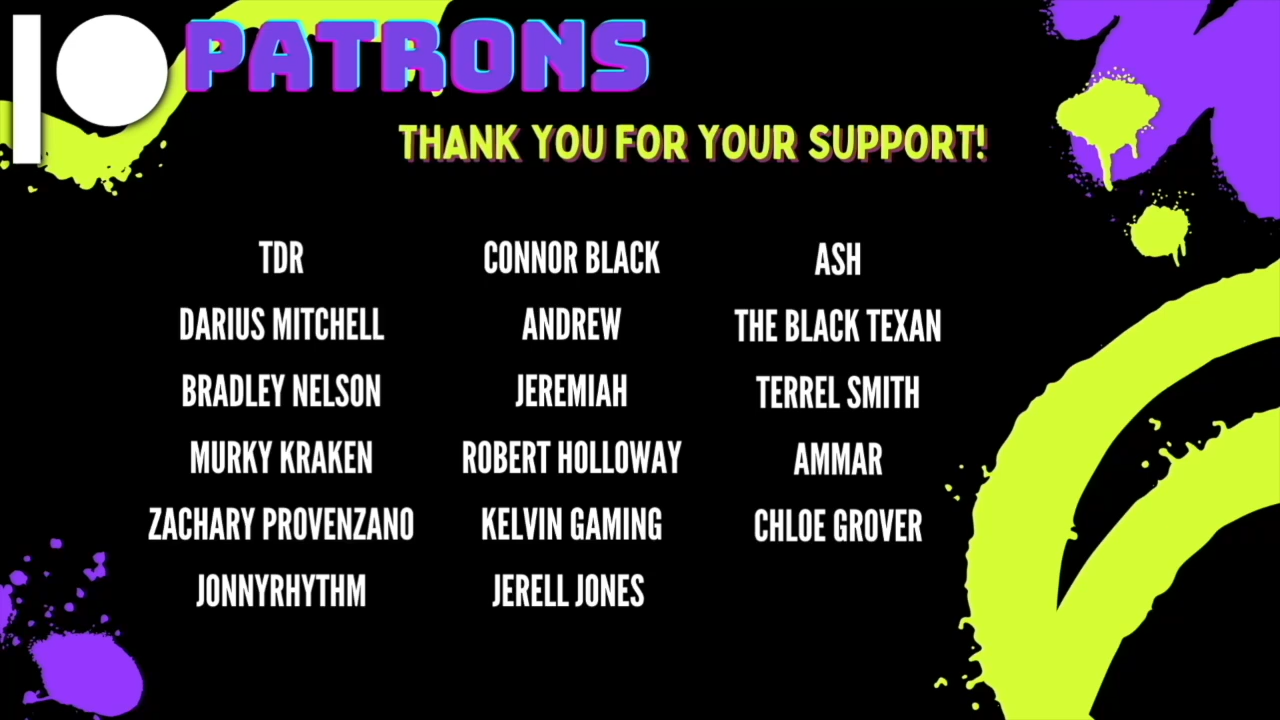 PATRONS
THANK YOU FOR YOUR SUPPORT!
TDR
DARIUS MITCHELL
BRADLEY NELSON
MURKY KRAKEN
ZACHARY PROVENZANO
JONNYRHYTHM
CONNOR BLACK
ANDREW
JEREMIAH
ROBERT HOLLOWAY
KELVIN GAMING
JERELL JONES
ASH
THE BLACK TEXAN
TERREL SMITH
AMMAR
CHLOE GROVER